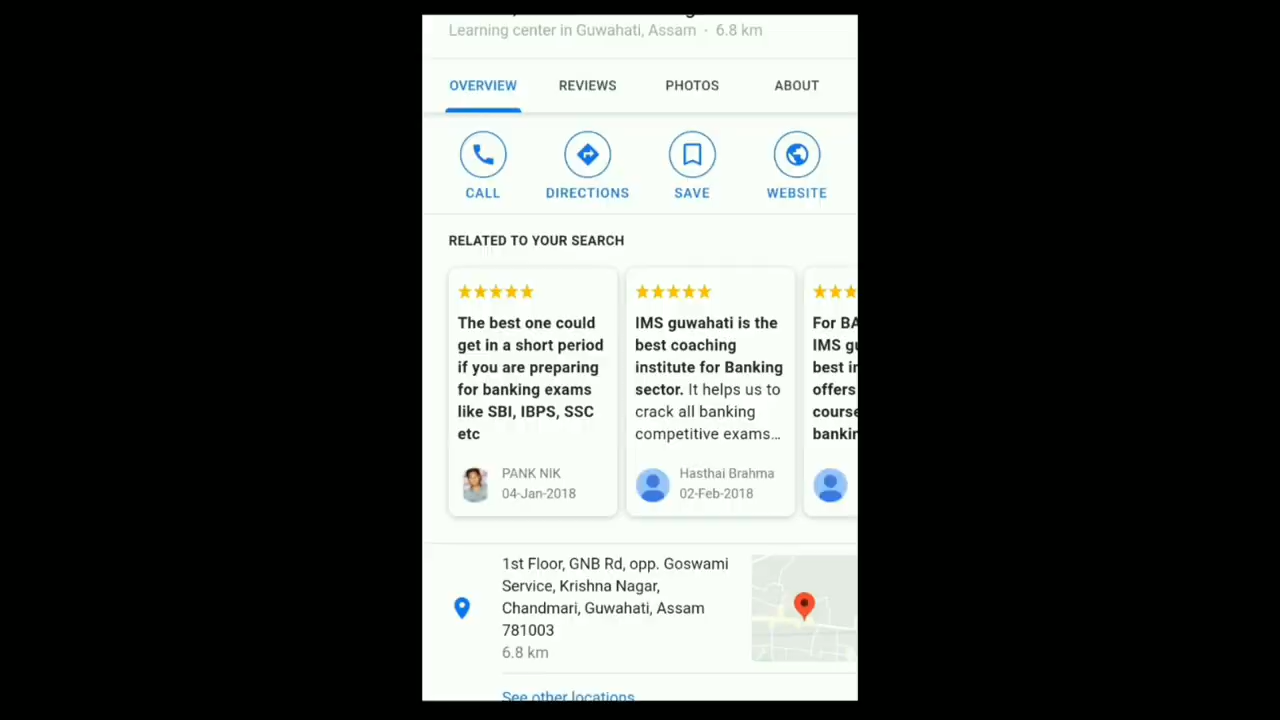 Learning center in Guwahati, Assam · 6.8 km
OVERVIEW REVIEWS PHOTOS ABOUT
CALL DIRECTIONS SAVE WEBSITE
RELATED TO YOUR SEARCH
The best one could
get in a short period
if you are preparing
for banking exams
like SBI, IBPS, SSC
etc
PANK NIK
04-Jan-2018
IMS guwahati is the
best coaching
institute for Banking
sector. It helps us to
crack all banking
competitive exams...
Hasthai Brahma
02-Feb-2018
For
IMS
best
offers
1st Floor, GNB Rd, opp. Goswami
Service, Krishna Nagar,
Chandmari, Guwahati, Assam
781003
6.8 km
See other locations